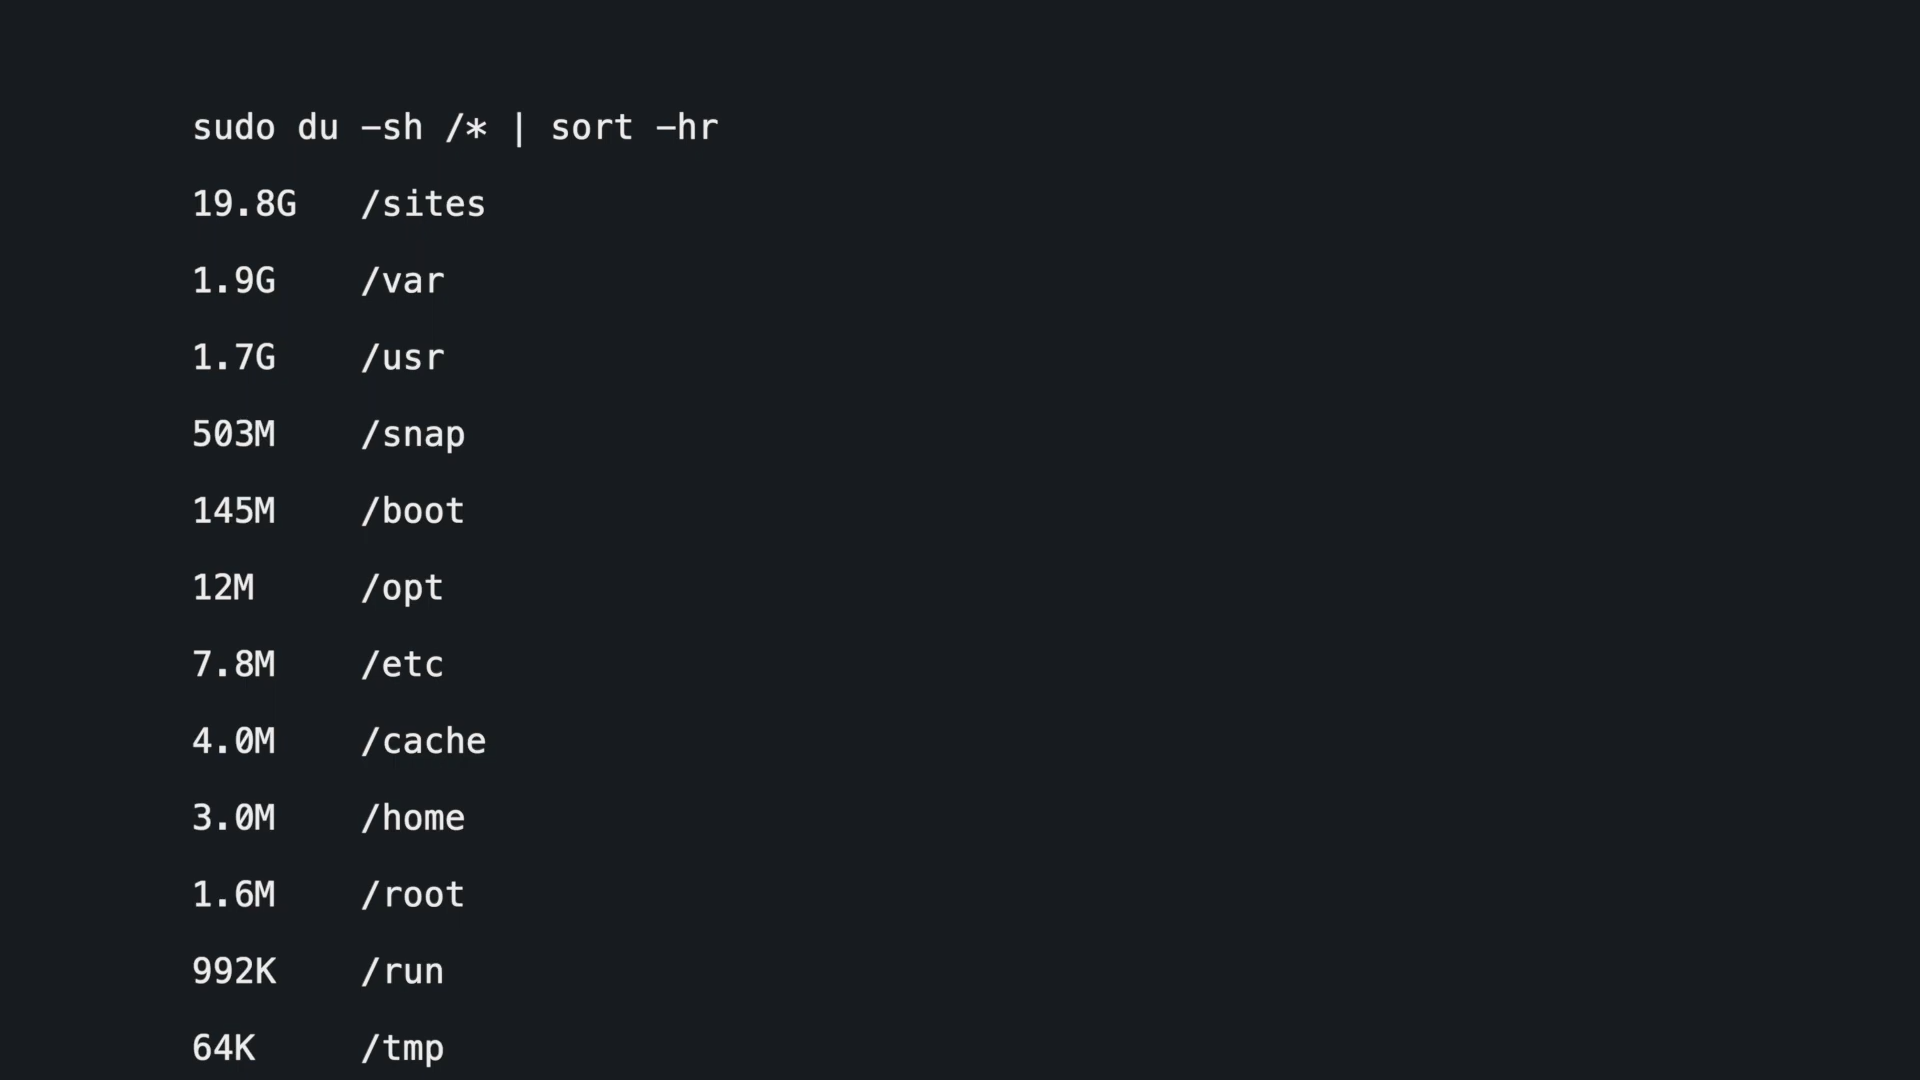 sudo du -sh /* | sort -hr
19.8G /sites
1.9G /var
1.7G /usr
503M /snap
145M /boot
12M /opt
7.8M /etc
4.0M /cache
3.0M /home
1.6M /root
992K /run
64K /tmp